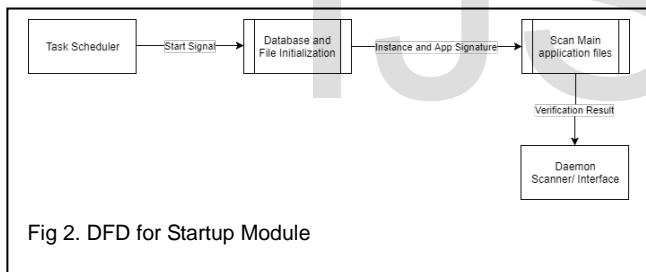 Task Scheduler
Start Signal
Database and
File Initialization
Instance and App Signature
Scan Main
application files
Verification Result
Daemon
Scanner/ Interface
Fig 2. DFD for Startup Module